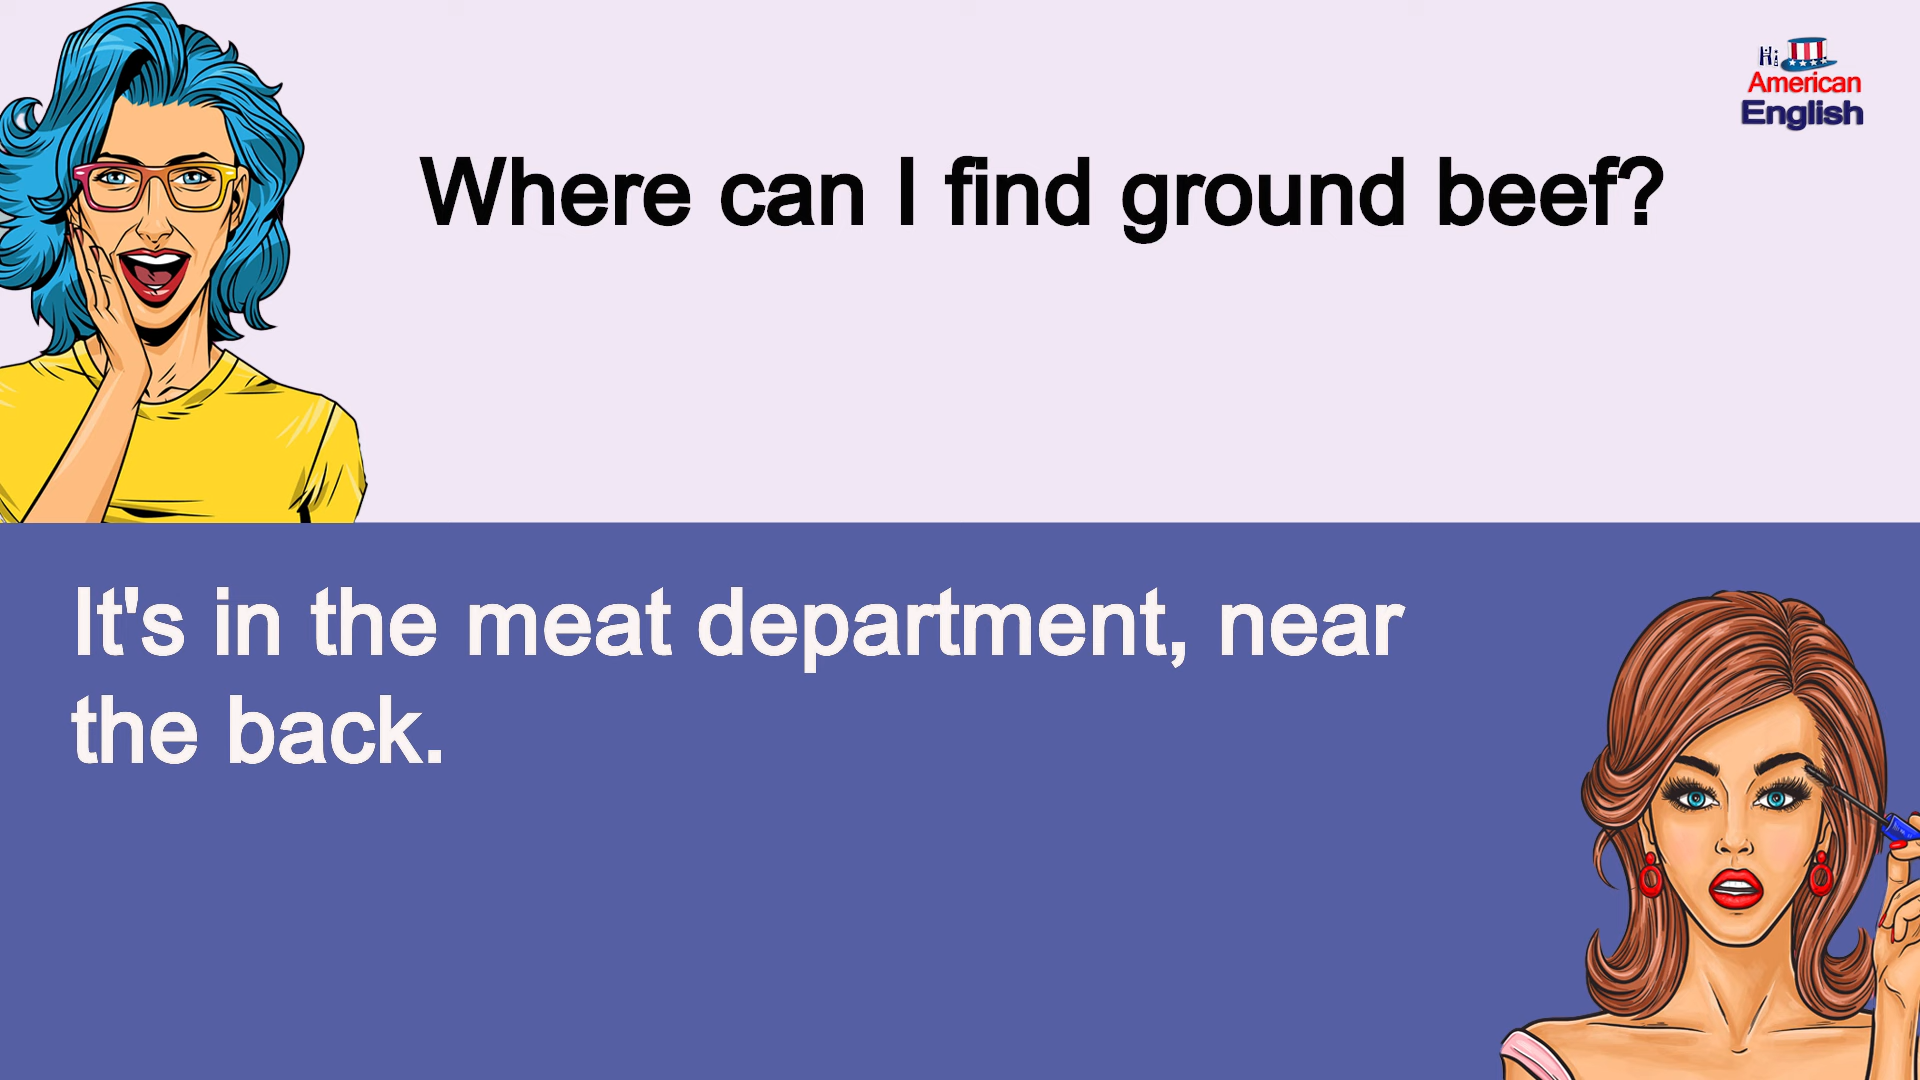 Hi
American
English
Where can I find ground beef?
It's in the meat department, near
the back.